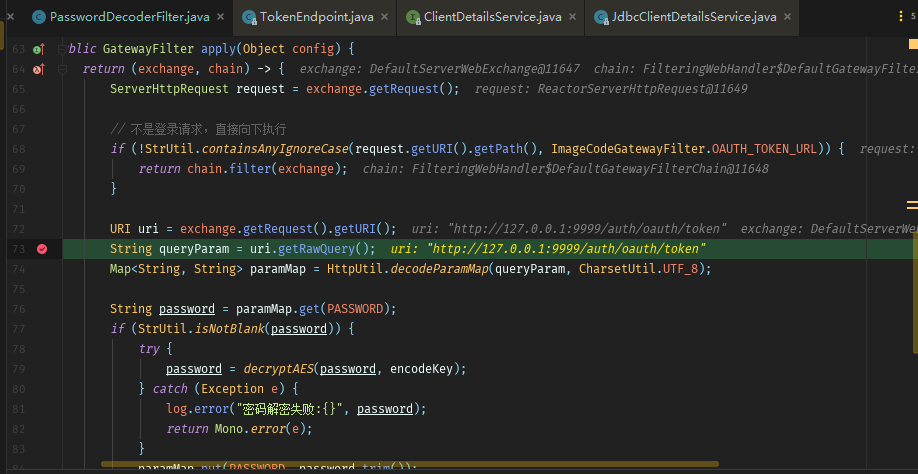 PasswordDecoderFilter.java × TokenEndpoint.java × ClientDetailsService.java × JdbcClientDetailsService.java × 5
63 blic GatewayFilter apply(Object config) {
64 return (exchange, chain) -> { exchange: DefaultServerWebExchange@11647 chain: FilteringWebHandler$DefaultGatewayFilter
65 ServerHttpRequest request = exchange.getRequest(); request: ReactorServerHttpRequest@11649
66
67 // 不是登录请求，直接向下执行
68 if (!StrUtil.containsAnyIgnoreCase(request.getURI().getPath(), ImageCodeGatewayFilter.OAUTH_TOKEN_URL)) { request:
69 return chain.filter(exchange); chain: FilteringWebHandler$DefaultGatewayFilterChain@11648
70 }
71
72 URI uri = exchange.getRequest().getURI(); uri: "http://127.0.0.1:9999/auth/oauth/token" exchange: DefaultServerWe
73 String queryParam = uri.getRawQuery(); uri: "http://127.0.0.1:9999/auth/oauth/token"
74 Map<String, String> paramMap = HttpUtil.decodeParamMap(queryParam, CharsetUtil.UTF_8);
75
76 String password = paramMap.get(PASSWORD);
77 if (StrUtil.isNotBlank(password)) {
78 try {
79 password = decryptAES(password, encodeKey);
80 } catch (Exception e) {
81 log.error("密码解密失败:{}", password);
82 return Mono.error(e);
83 }
84 paramMap.put(PASSWORD, password.trim());